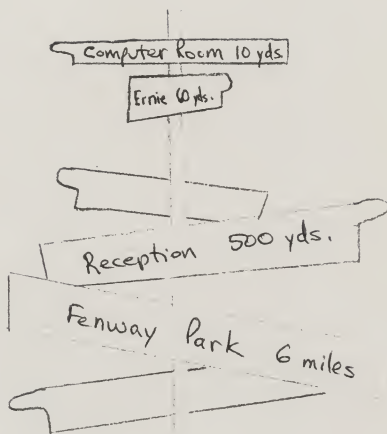 Computer Room 10 yds.
Ernie 60 yds.
Reception 500 yds.
Fenway Park 6 miles